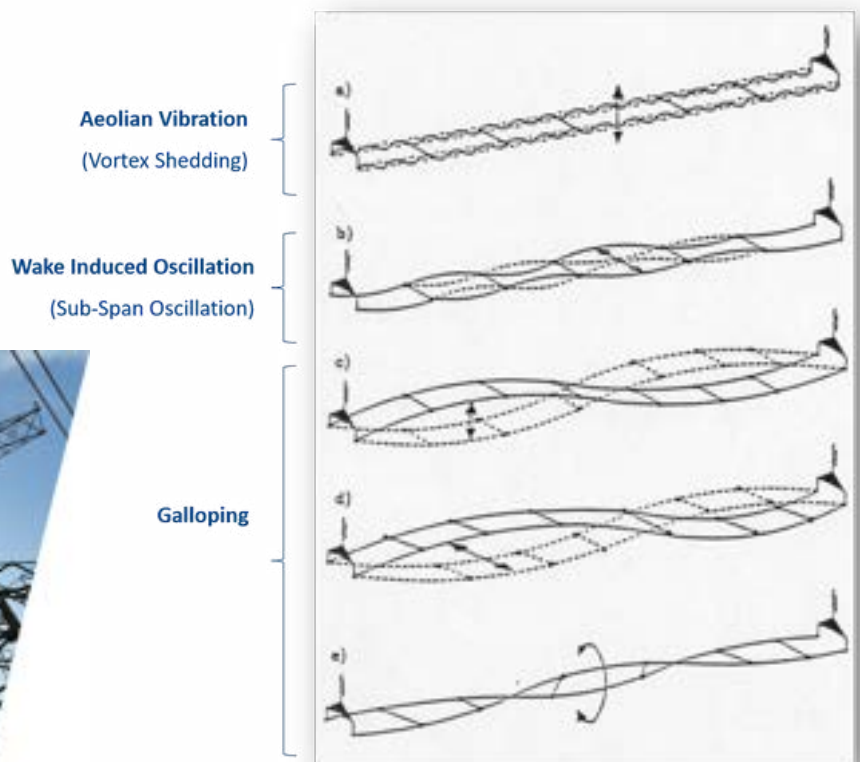 a)
Aeolian Vibration
(Vortex Shedding)
b)
Wake Induced Oscillation
(Sub-Span Oscillation)
c)
d)
Galloping
e)